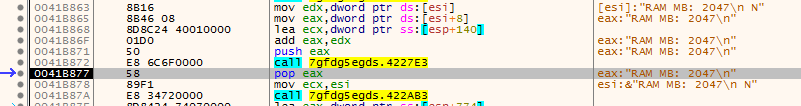 0041B863 8B16 mov edx,dword ptr ds:[esi] [esi]:"RAM MB: 2047\n N"
0041B865 8B46 08 mov eax,dword ptr ds:[esi+8] eax:"RAM MB: 2047\n N"
0041B868 8D8C24 40010000 lea ecx,dword ptr ss:[esp+140]
0041B86F 01D0 add eax,edx eax:"RAM MB: 2047\n N"
0041B871 50 push eax eax:"RAM MB: 2047\n N"
0041B872 E8 6C6F0000 call 7gfdg5egds.4227E3
0041B877 58 pop eax eax:"RAM MB: 2047\n N"
0041B878 89F1 mov ecx,esi esi:&"RAM MB: 2047\n N"
0041B87A E8 34720000 call 7gfdg5egds.422AB3